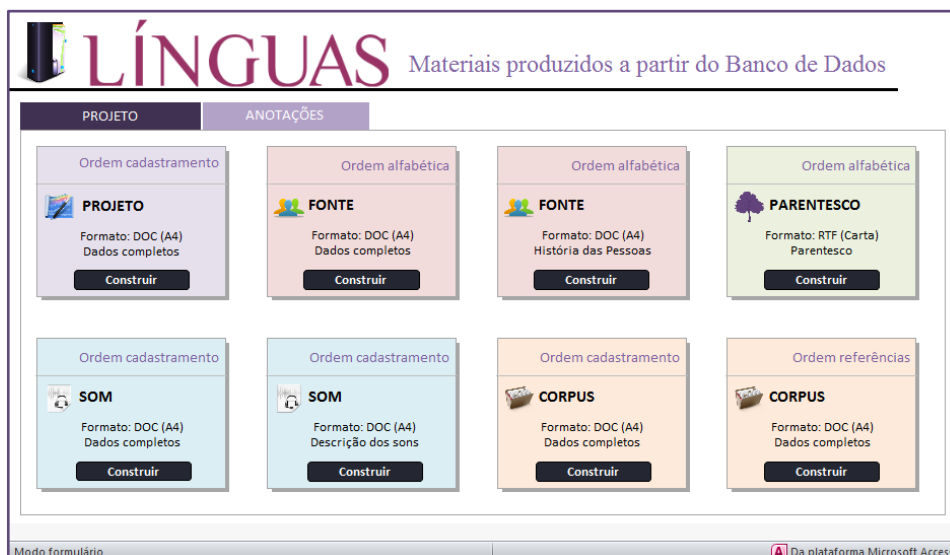 LÍNGUAS Materiais produzidos a partir do Banco de Dados
PROJETO ANOTAÇÕES
Ordem cadastramento
PROJETO
Formato: DOC (A4)
Dados completos
Construir
Ordem alfabética
FONTE
Formato: DOC (A4)
Dados completos
Construir
Ordem alfabética
FONTE
Formato: DOC (A4)
História das Pessoas
Construir
Ordem alfabética
PARENTESCO
Formato: RTF (Carta)
Parentesco
Construir
Ordem cadastramento
SOM
Formato: DOC (A4)
Dados completos
Construir
Ordem cadastramento
SOM
Formato: DOC (A4)
Descrição dos sons
Construir
Ordem cadastramento
CORPUS
Formato: DOC (A4)
Dados completos
Construir
Ordem referências
CORPUS
Formato: DOC (A4)
Dados completos
Construir
Modo formulário
A Da plataforma Microsoft Acces